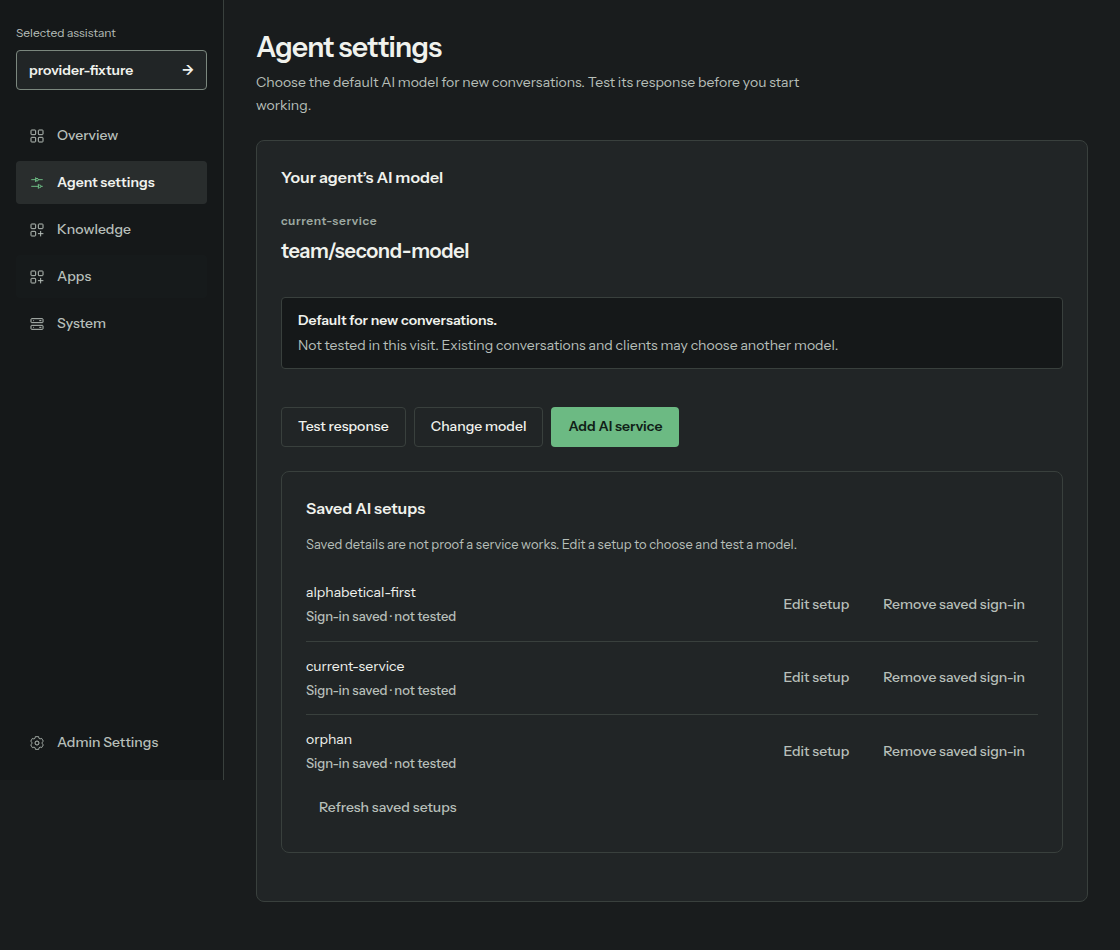 Selected assistant
provider-fixture
Overview
Agent settings
Knowledge
Apps
System
Admin Settings
Agent settings
Choose the default AI model for new conversations. Test its response before you start
working.
Your agent’s AI model
current-service
team/second-model
Default for new conversations.
Not tested in this visit. Existing conversations and clients may choose another model.
Test response
Change model
Add AI service
Saved AI setups
Saved details are not proof a service works. Edit a setup to choose and test a model.
alphabetical-first
Sign-in saved · not tested
Edit setup
Remove saved sign-in
current-service
Sign-in saved · not tested
Edit setup
Remove saved sign-in
orphan
Sign-in saved · not tested
Edit setup
Remove saved sign-in
Refresh saved setups